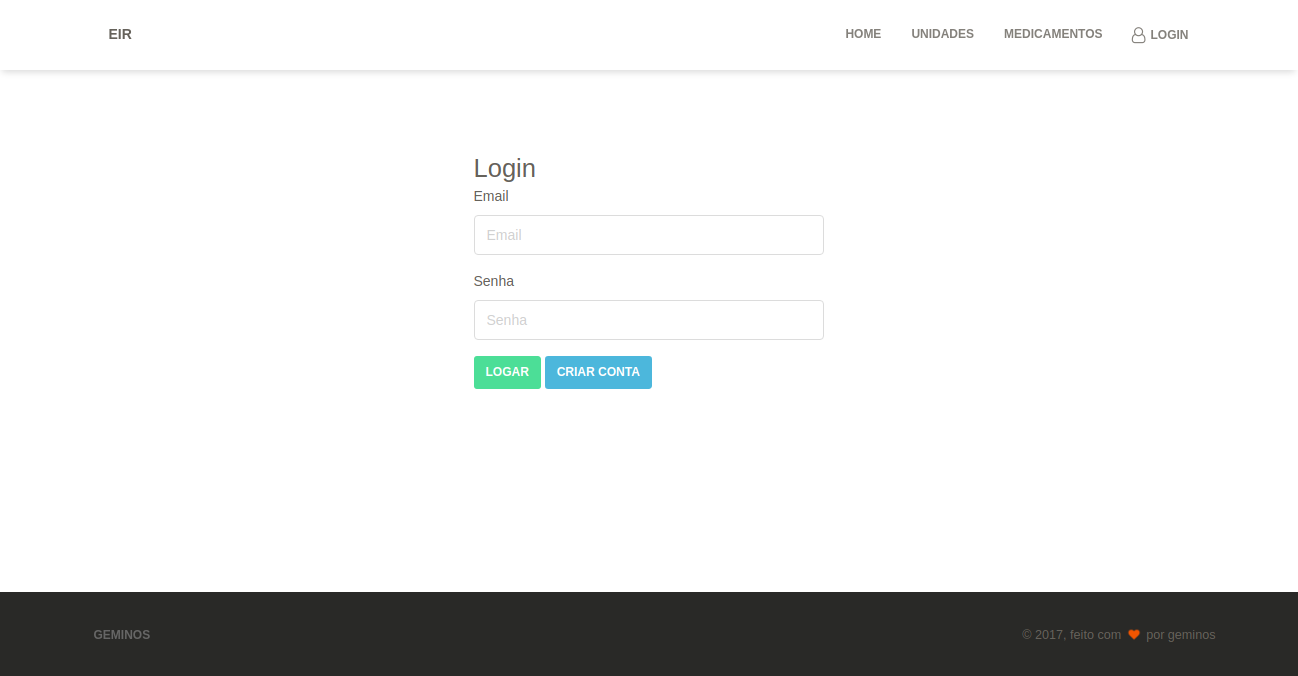 EIR HOME UNIDADES MEDICAMENTOS LOGIN
Login
Email
Email
Senha
Senha
LOGAR CRIAR CONTA
GEMINOS © 2017, feito com por geminos